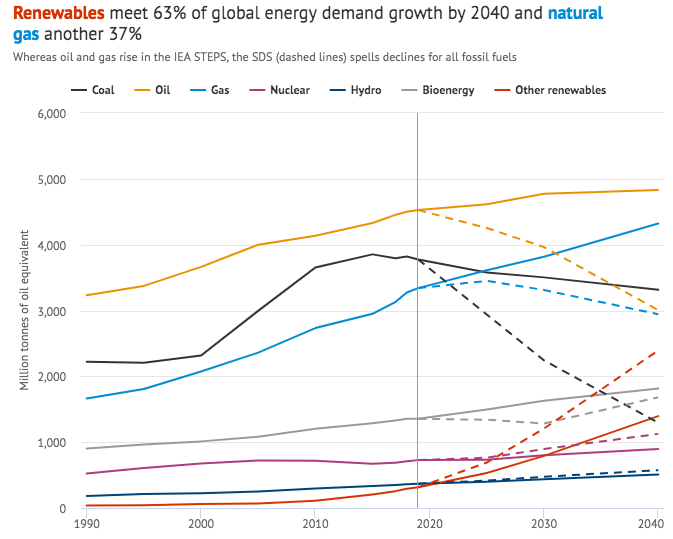 Renewables meet 63% of global energy demand growth by 2040 and natural
gas another 37%
Whereas oil and gas rise in the IEA STEPS, the SDS (dashed lines) spells declines for all fossil fuels
Coal Oil Gas Nuclear Hydro Bioenergy Other renewables
6,000
5,000
4,000
3,000
2,000
1,000
0
Million tonnes of oil equivalent
1990 2000 2010 2020 2030 2040